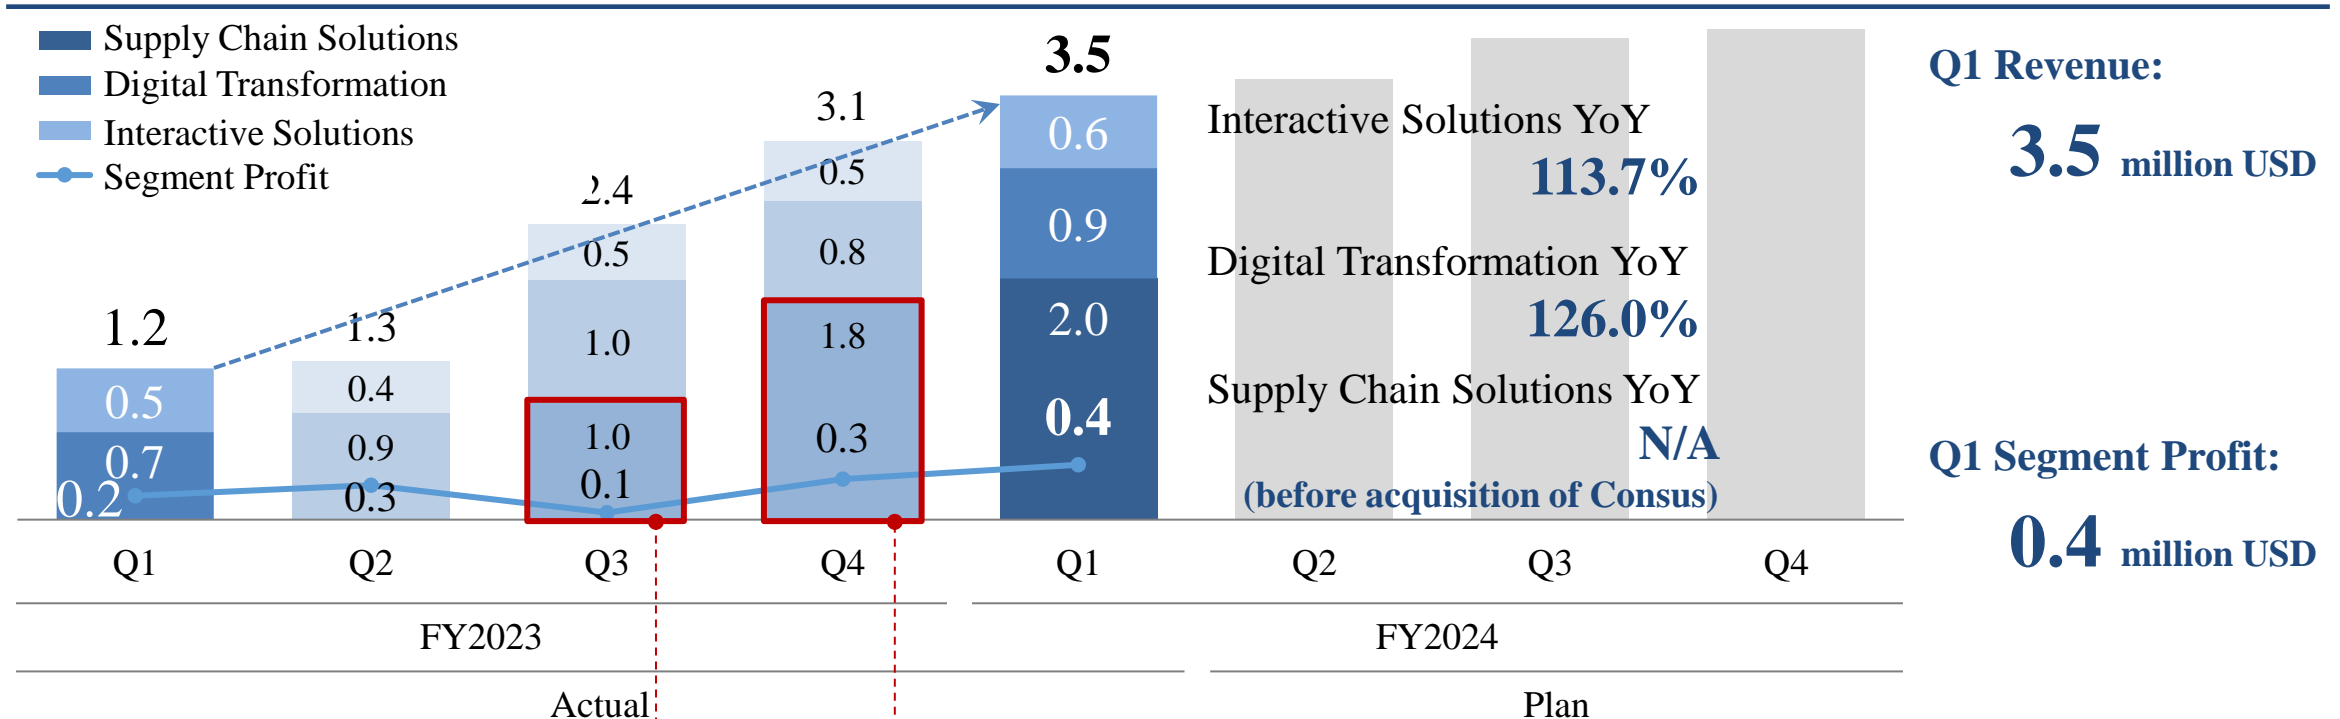 Supply Chain Solutions
Digital Transformation
Interactive Solutions
Segment Profit
1.2
0.5
0.7
0.2
1.3
0.4
0.9
0.3
2.4
0.5
1.0
1.0
0.1
3.1
0.5
0.8
1.8
0.3
3.5
0.6
0.9
2.0
0.4
Interactive Solutions YoY
113.7%
Digital Transformation YoY
126.0%
Supply Chain Solutions YoY
N/A
(before acquisition of Consus)
Q1 Revenue:
3.5 million USD
Q1 Segment Profit:
0.4 million USD
Q1 Q2 Q3 Q4 Q1 Q2 Q3 Q4
FY2023 FY2024
Actual Plan